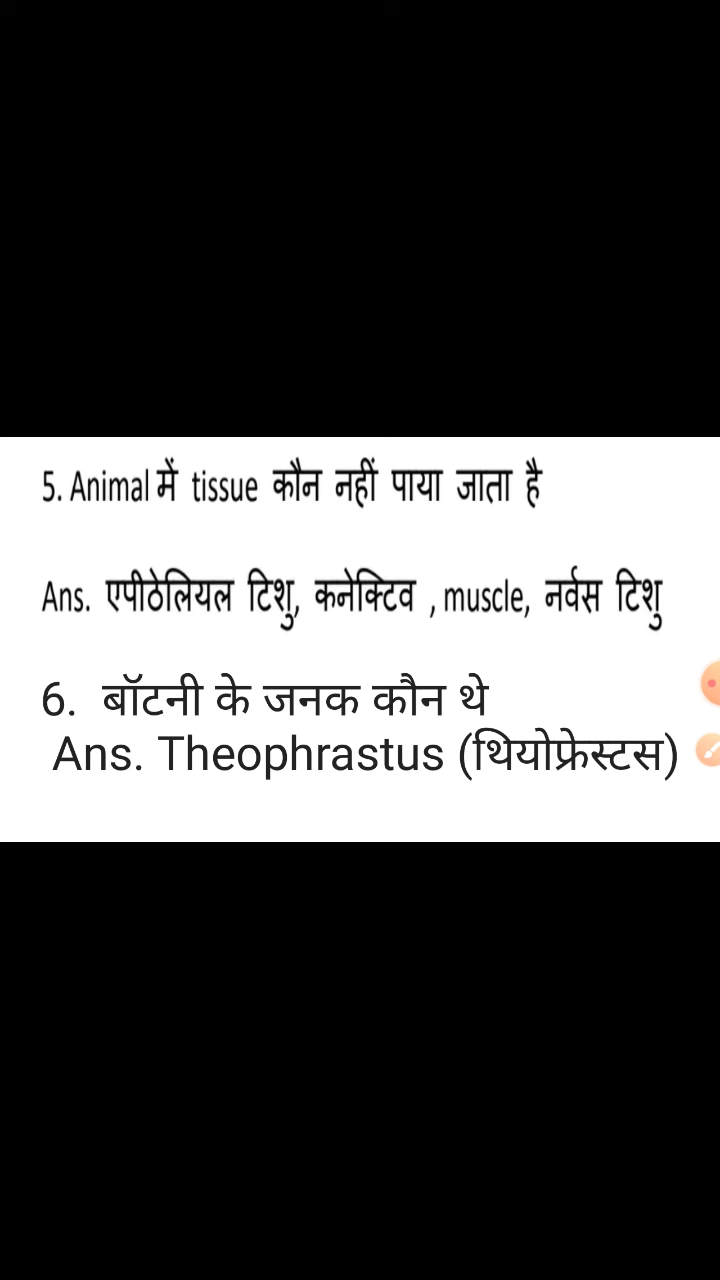 5. Animal में tissue कौन नहीं पाया जाता है
Ans. एपीठेलियल टिशु, कनेक्टिव , muscle, नर्वस टिशु
6. बॉटनी के जनक कौन थे
Ans. Theophrastus (थियोफ्रेस्टस)